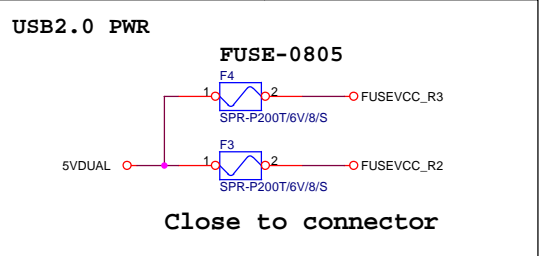 USB2.0 PWR
FUSE-0805
F4
1 2 FUSEVCC_R3
SPR-P200T/6V/8/S
F3
5VDUAL 1 2 FUSEVCC_R2
SPR-P200T/6V/8/S
Close to connector